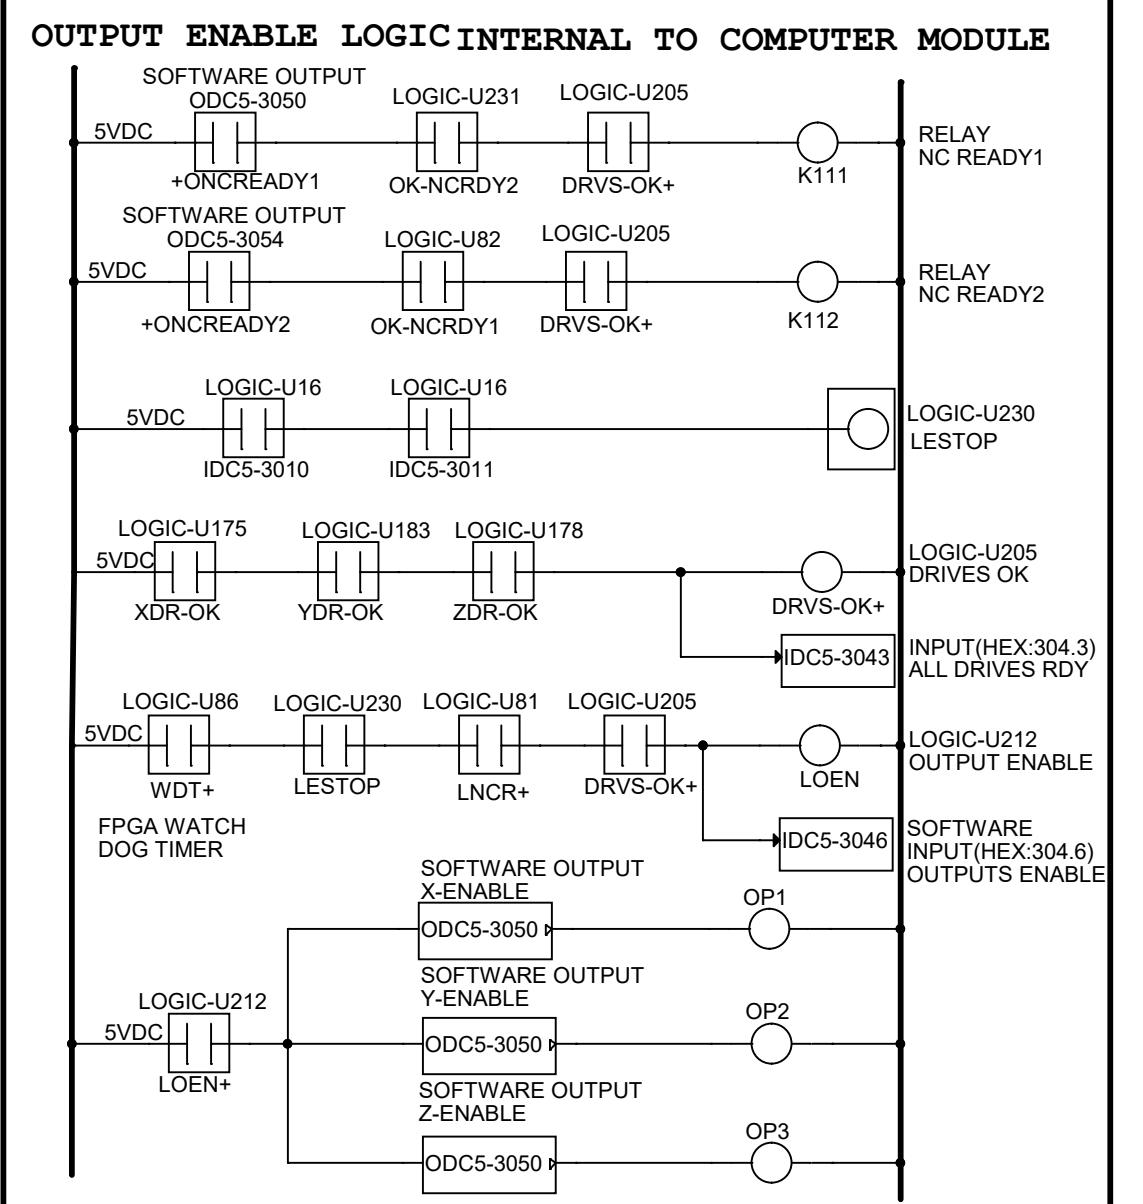 OUTPUT ENABLE LOGIC INTERNAL TO COMPUTER MODULE
SOFTWARE OUTPUT
ODC5-3050
LOGIC-U231
LOGIC-U205
5VDC
+ONCREADY1
OK-NCRDY2
DRVS-OK+
K111
RELAY
NC READY1
SOFTWARE OUTPUT
ODC5-3054
LOGIC-U82
LOGIC-U205
5VDC
+ONCREADY2
OK-NCRDY1
DRVS-OK+
K112
RELAY
NC READY2
LOGIC-U16
LOGIC-U16
5VDC
IDC5-3010
IDC5-3011
LOGIC-U230
LESTOP
LOGIC-U175
LOGIC-U183
LOGIC-U178
5VDC
XDR-OK
YDR-OK
ZDR-OK
DRVS-OK+
LOGIC-U205
DRIVES OK
IDC5-3043
INPUT(HEX:304.3)
ALL DRIVES RDY
LOGIC-U86
LOGIC-U230
LOGIC-U81
LOGIC-U205
5VDC
WDT+
LESTOP
LNCR+
DRVS-OK+
LOEN
LOGIC-U212
OUTPUT ENABLE
FPGA WATCH
DOG TIMER
IDC5-3046
SOFTWARE
INPUT(HEX:304.6)
OUTPUTS ENABLE
SOFTWARE OUTPUT
X-ENABLE
ODC5-3050
OP1
SOFTWARE OUTPUT
Y-ENABLE
LOGIC-U212
5VDC
LOEN+
ODC5-3050
OP2
SOFTWARE OUTPUT
Z-ENABLE
ODC5-3050
OP3